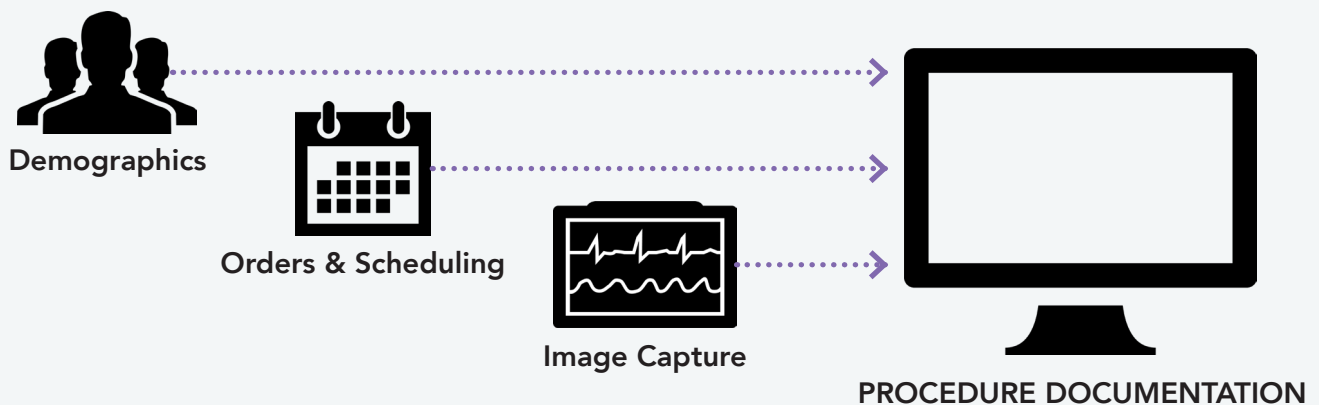 Demographics
Orders & Scheduling
Image Capture
PROCEDURE DOCUMENTATION